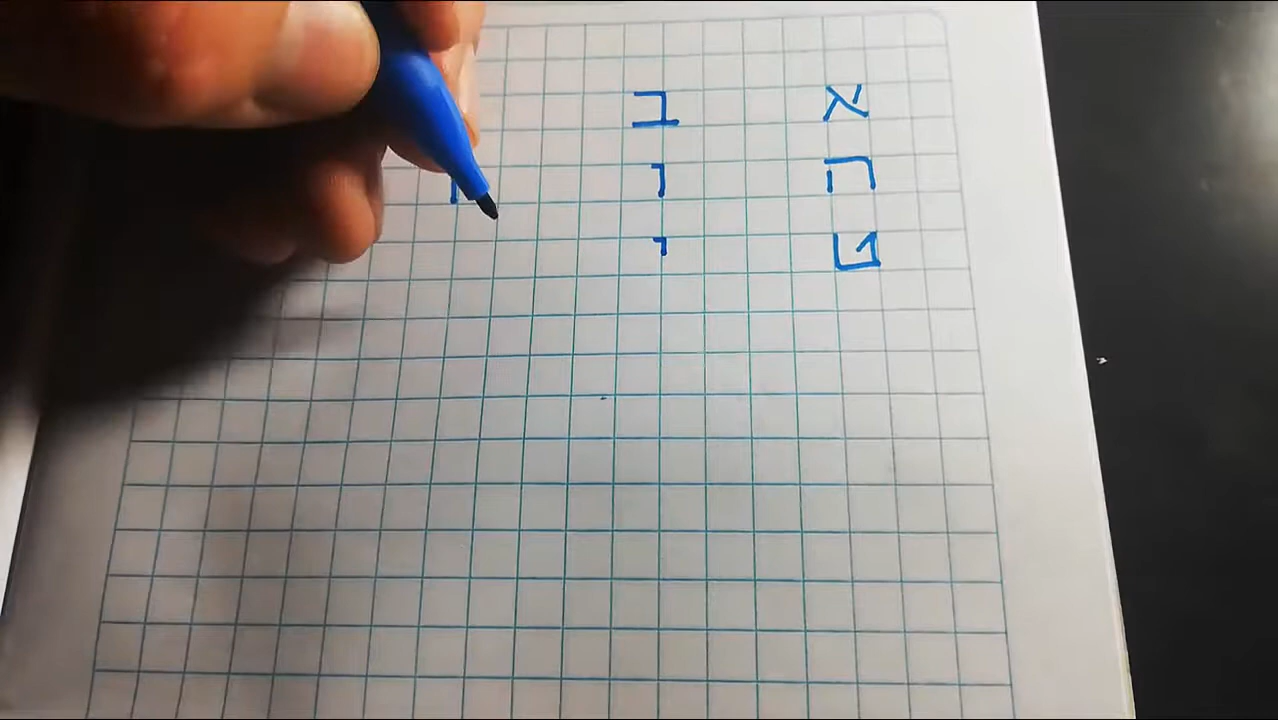 א ב
ה ו
ט י